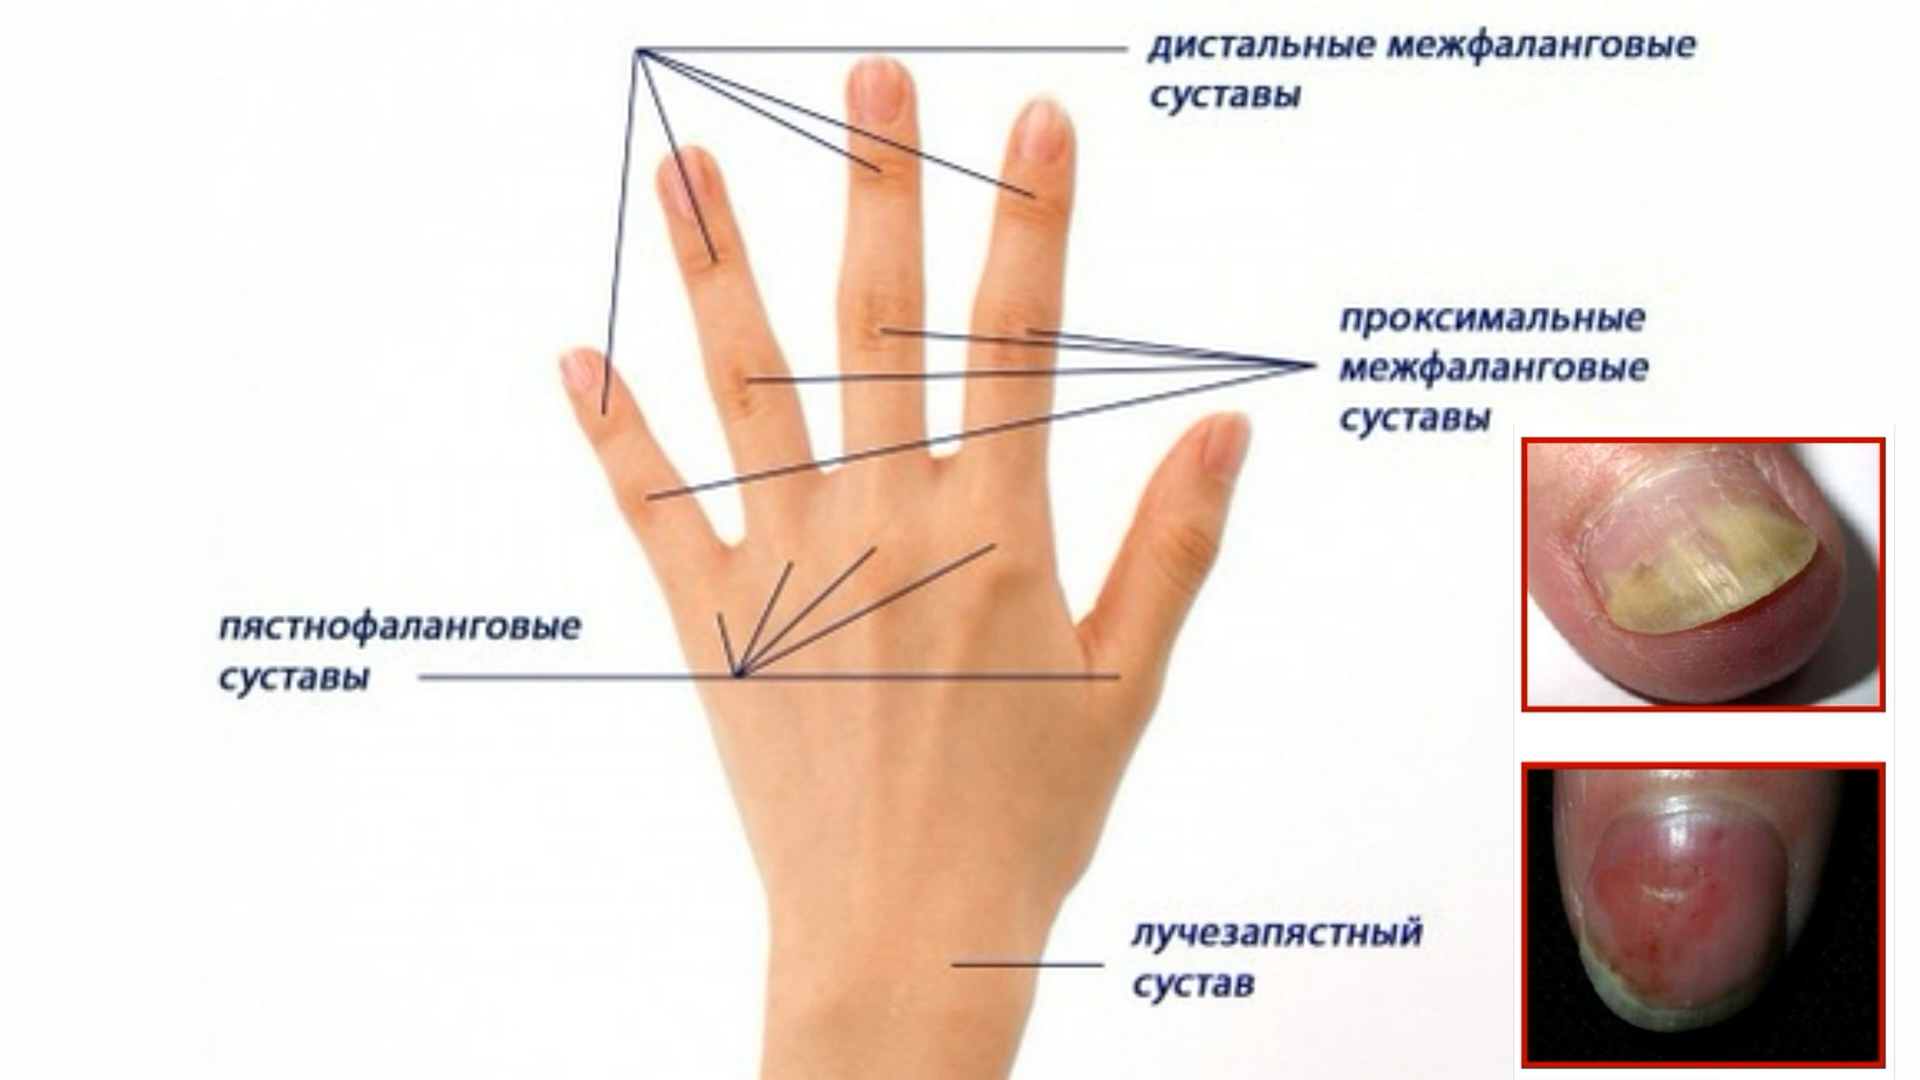 дистальные межфаланговые
суставы
проксимальные
межфаланговые
суставы
пястнофаланговые
суставы
лучезапястный
сустав